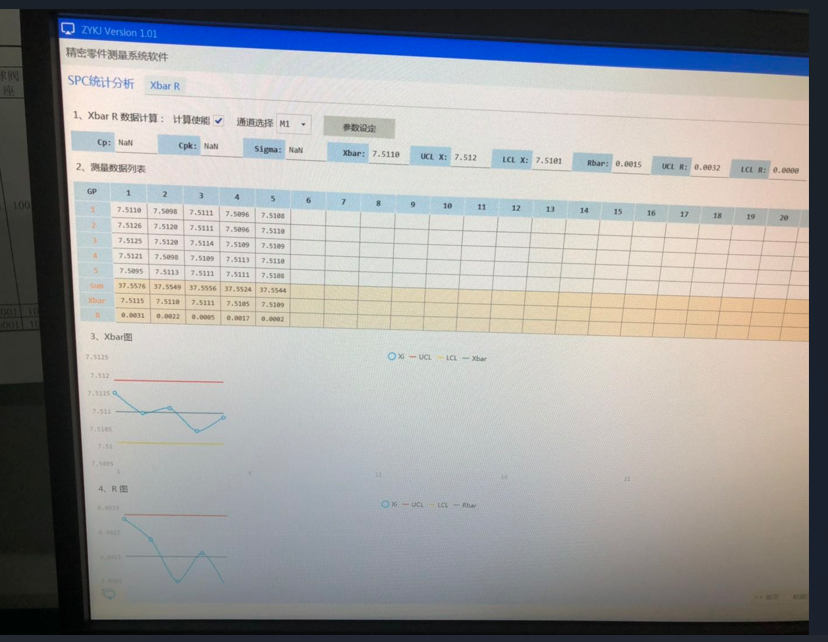 ZYKJ Version 1.01
精密零件测量系统软件
SPC统计分析 Xbar R
1、Xbar R 数据计算： 计算使能 通道选择 M1 参数设定
Cp: NaN Cpk: NaN Sigma: NaN Xbar: 7.5110 UCL X: 7.512 LCL X: 7.5101 Rbar: 0.0015 UCL R: 0.0032 LCL R: 0.0000
2、测量数据列表
GP 1 2 3 4 5 6 7 8 9 10 11 12 13 14 15 16 17 18 19 20
1 7.5110 7.5098 7.5111 7.5096 7.5108
2 7.5126 7.5120 7.5111 7.5096 7.5110
3 7.5125 7.5120 7.5114 7.5109 7.5109
4 7.5121 7.5098 7.5109 7.5113 7.5110
5 7.5095 7.5113 7.5111 7.5111 7.5108
Sum 37.5576 37.5549 37.5556 37.5524 37.5544
Xbar 7.5115 7.5110 7.5111 7.5105 7.5109
R 0.0031 0.0022 0.0005 0.0017 0.0002
3、Xbar图
Xi UCL LCL Xbar
7.5125
7.512
7.5115
7.511
7.5105
7.51
7.5095
4、R 图
Xi UCL LCL Rbar
球阀
座
100